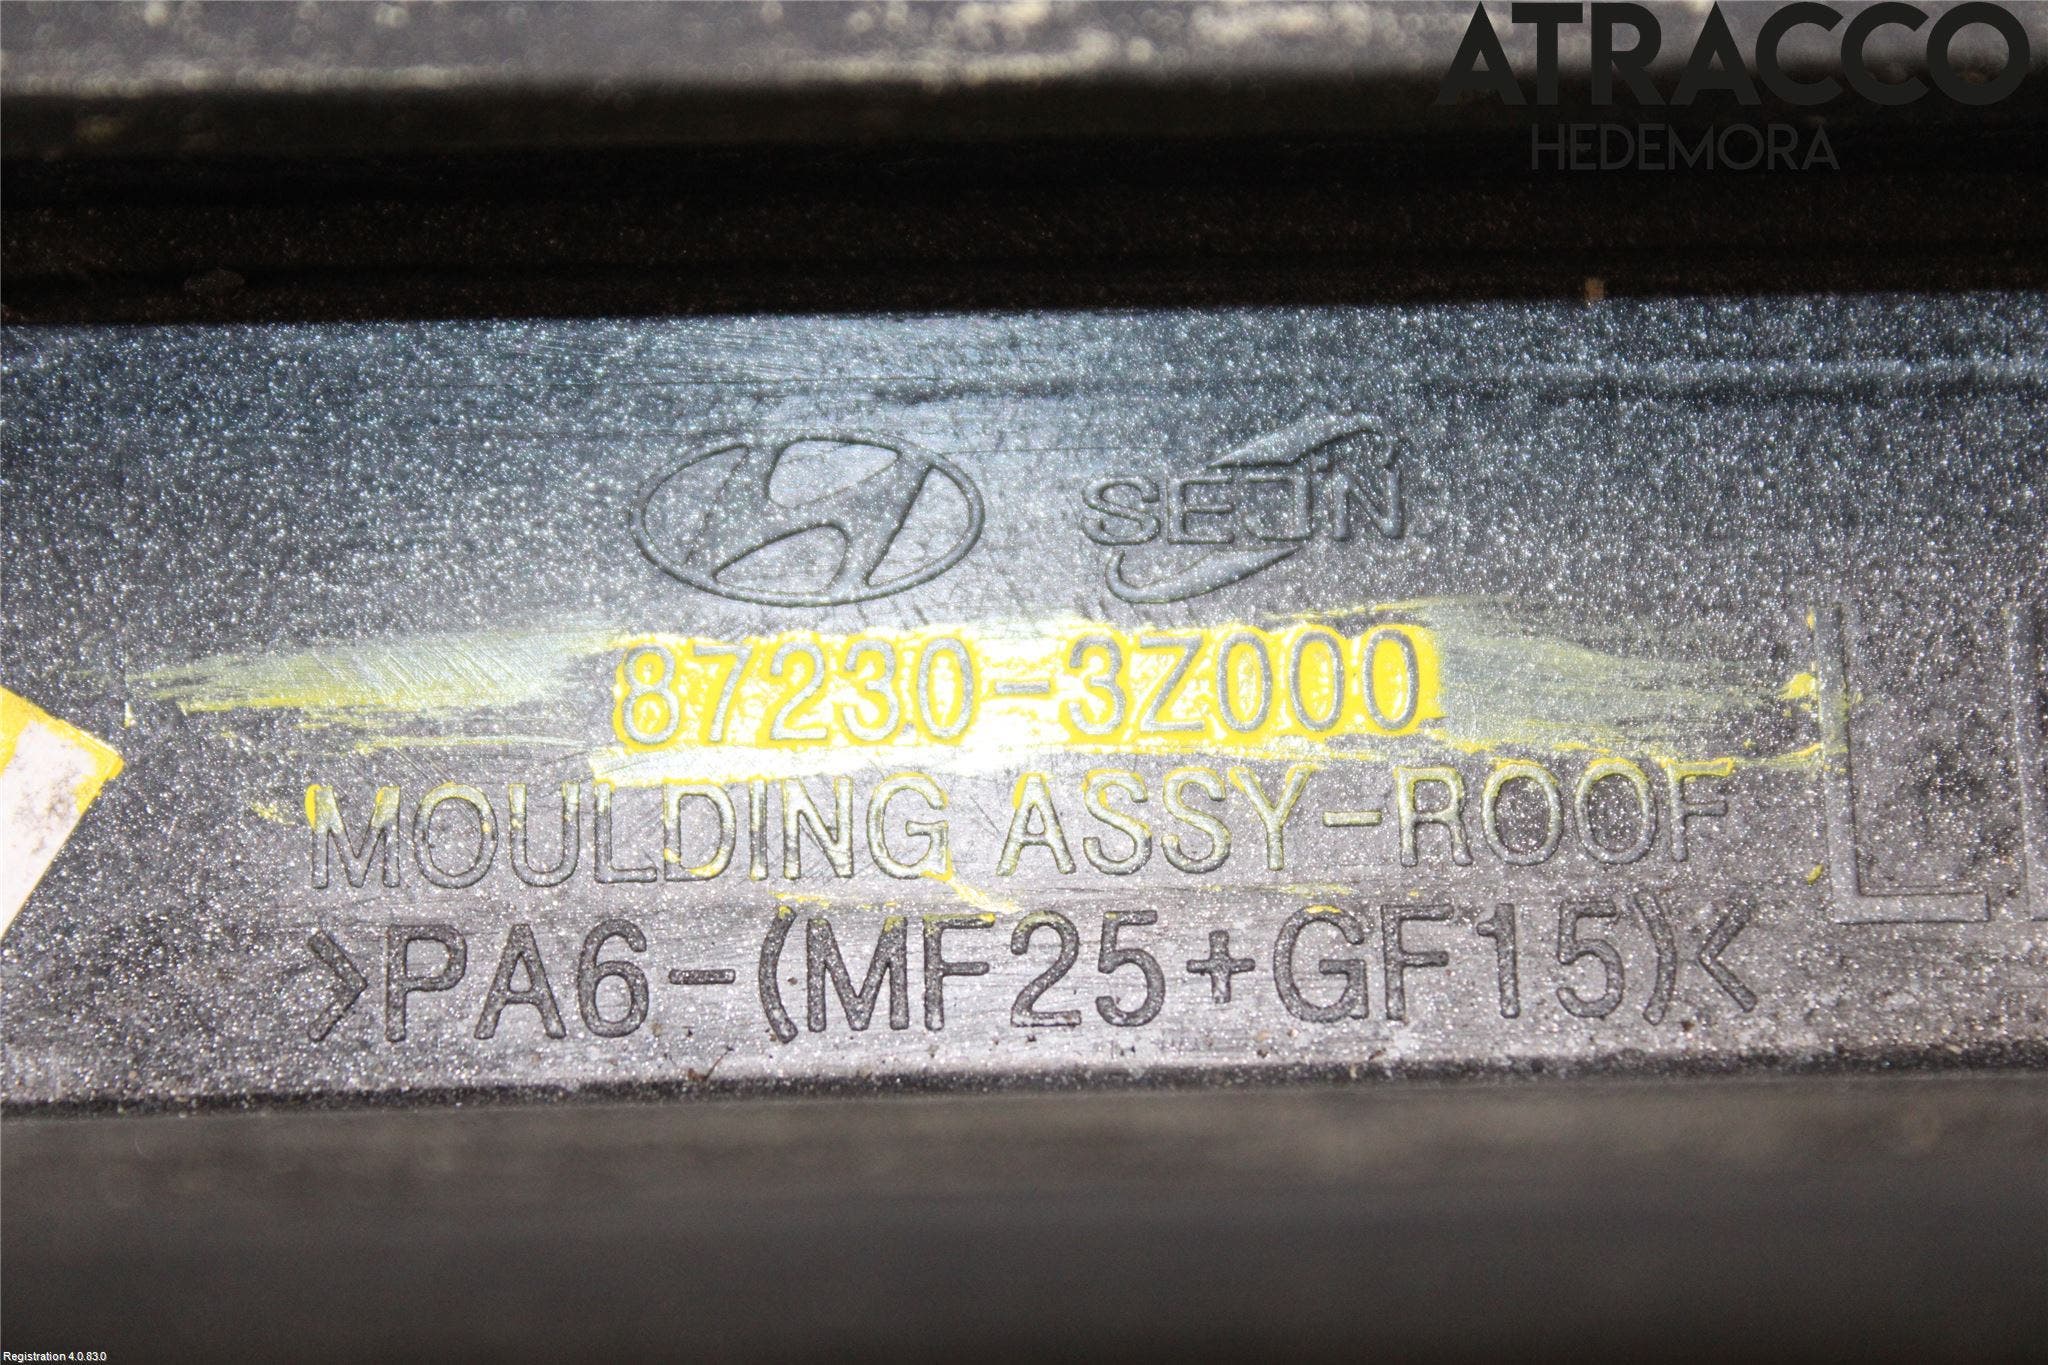 ATRACCO
HEDEMORA
SEJN
87230-3Z000
MOULDING ASSY-ROOF
L
>PA6-(MF25+GF15)<
Registration 4.0.83.0